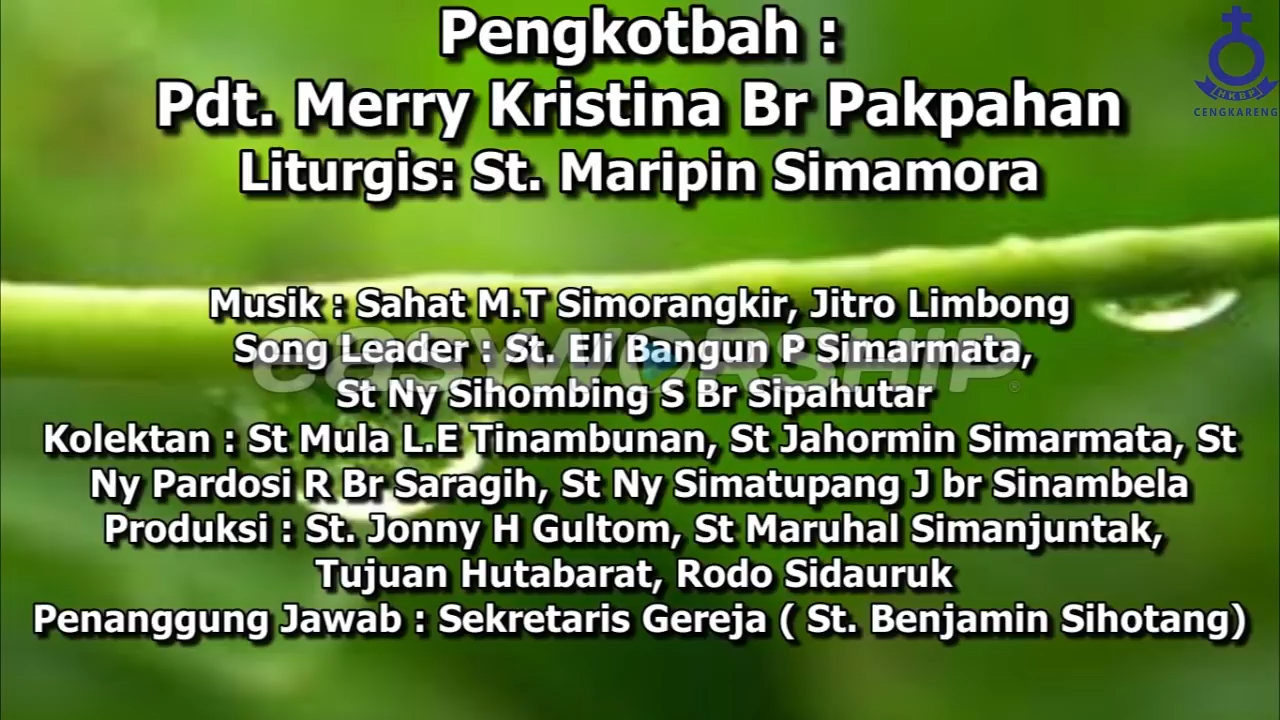 Pengkotbah :
Pdt. Merry Kristina Br Pakpahan
Liturgis: St. Maripin Simamora
HKBP
CENGKARENG
Musik : Sahat M.T Simorangkir, Jitro Limbong
Song Leader : St. Eli Bangun P Simarmata,
easyworship®
St Ny Sihombing S Br Sipahutar
Kolektan : St Mula L.E Tinambunan, St Jahormin Simarmata, St
Ny Pardosi R Br Saragih, St Ny Simatupang J br Sinambela
Produksi : St. Jonny H Gultom, St Maruhal Simanjuntak,
Tujuan Hutabarat, Rodo Sidauruk
Penanggung Jawab : Sekretaris Gereja ( St. Benjamin Sihotang)